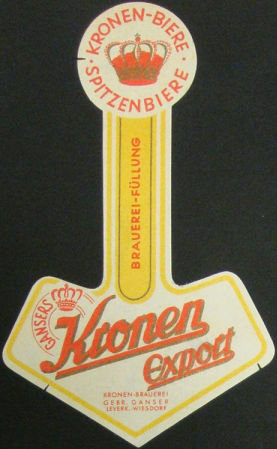 · KRONEN-BIERE ·
SPITZENBIERE
BRAUEREI-FÜLLUNG
GANSERS
Kronen
Export
KRONEN-BRAUEREI
GEBR. GANSER
LEVERK. WIESDORF